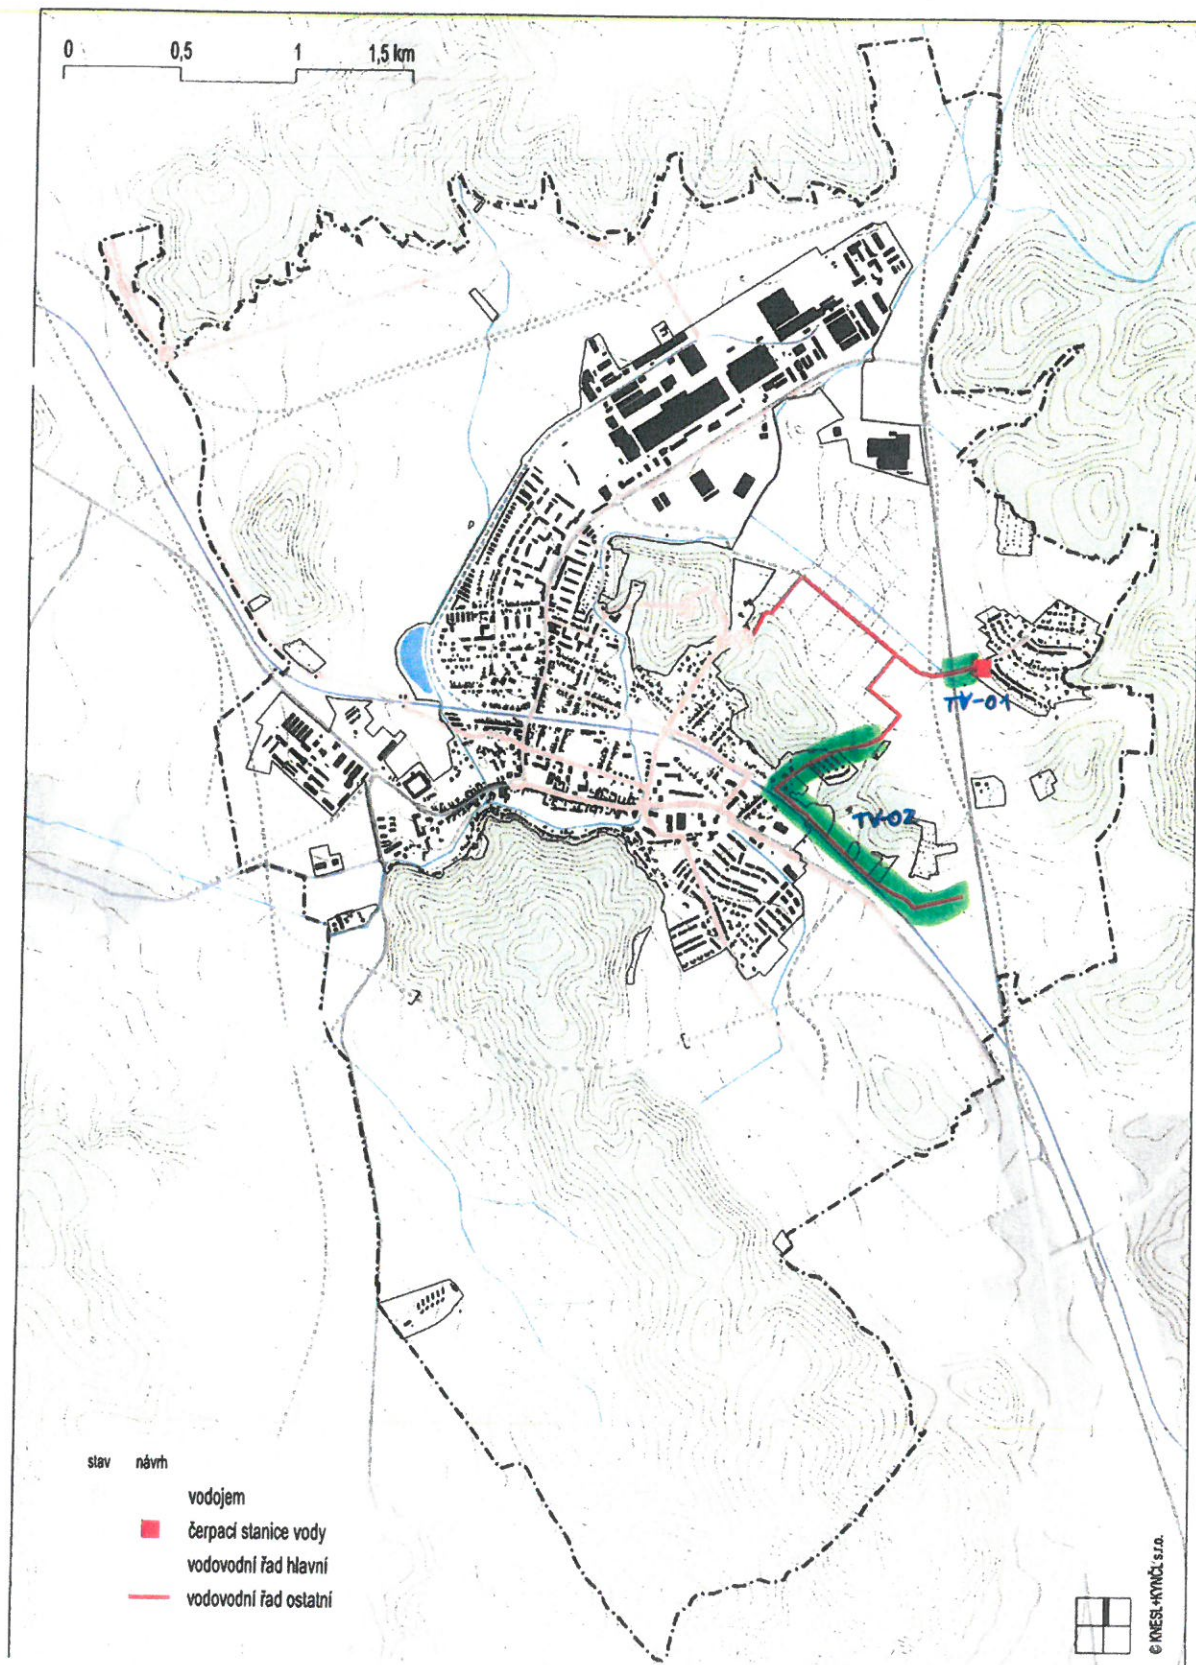 0 0,5 1 1,5 km
TV-01
TV-02
stav návrh
vodojem
čerpací stanice vody
vodovodní řad hlavní
vodovodní řad ostatní
© KNESL+KYNČL s.r.o.